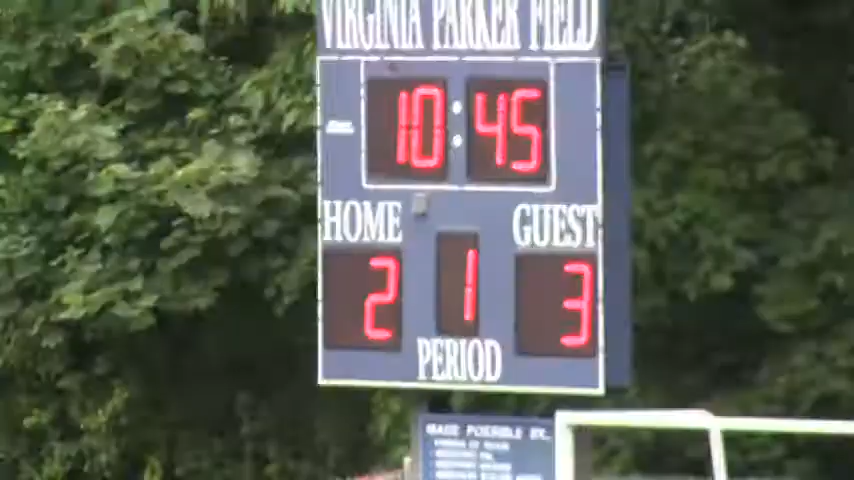 VIRGINIA PARKER FIELD
10:45
HOME GUEST
2 1 3
PERIOD
MADE POSSIBLE BY: